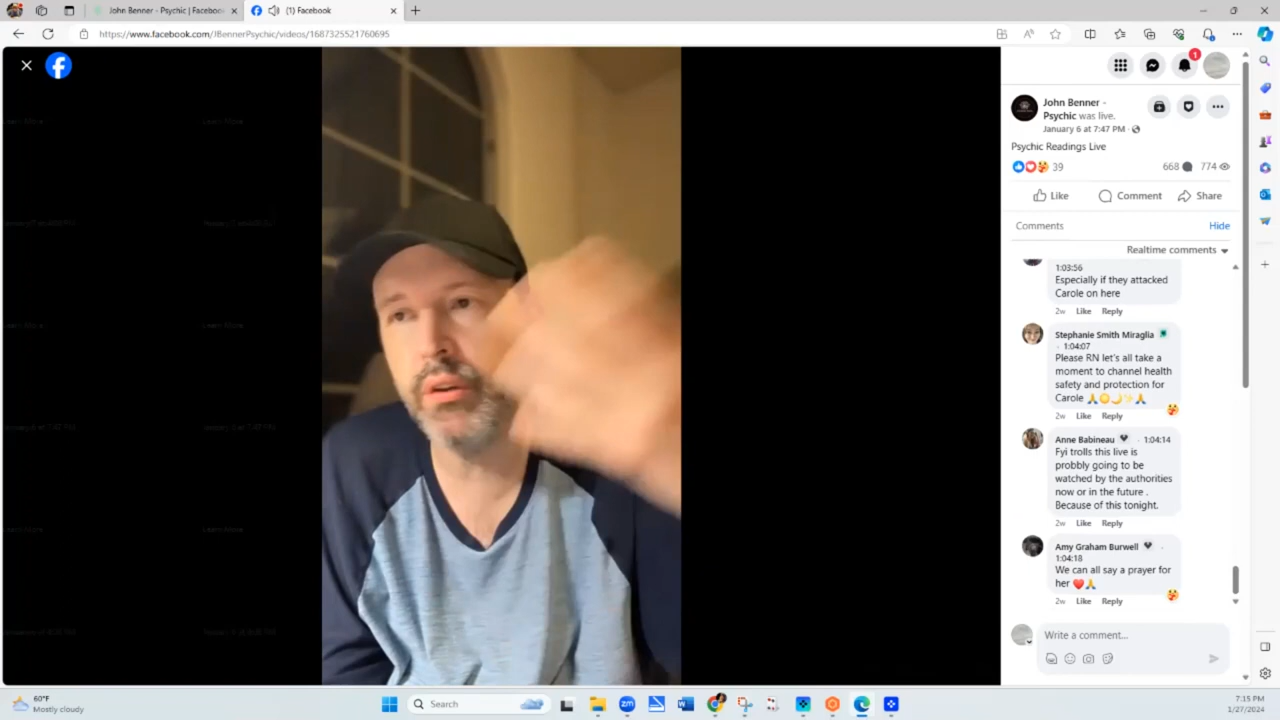 John Benner - Psychic | Facebook
(1) Facebook
https://www.facebook.com/JBennerPsychic/videos/1687325521760695
1
John Benner -
Psychic was live.
January 6 at 7:47 PM
Psychic Readings Live
39
668
774
Like
Comment
Share
Comments
Hide
Realtime comments
1:03:56
Especially if they attacked
Carole on here
2w Like Reply
Stephanie Smith Miraglia
· 1:04:07
Please RN let's all take a
moment to channel health
safety and protection for
Carole 🙏🌞🌙✨🙏
2w Like Reply
Anne Babineau · 1:04:14
Fyi trolls this live is
probbly going to be
watched by the authorities
now or in the future .
Because of this tonight.
2w Like Reply
Amy Graham Burwell ·
1:04:18
We can all say a prayer for
her ❤️🙏
2w Like Reply
Write a comment...
60°F
Mostly cloudy
Search
7:15 PM
1/27/2024